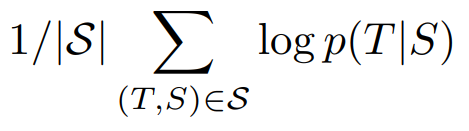 1/|𝒮| ∑ log p(T|S)
(T,S)∈𝒮